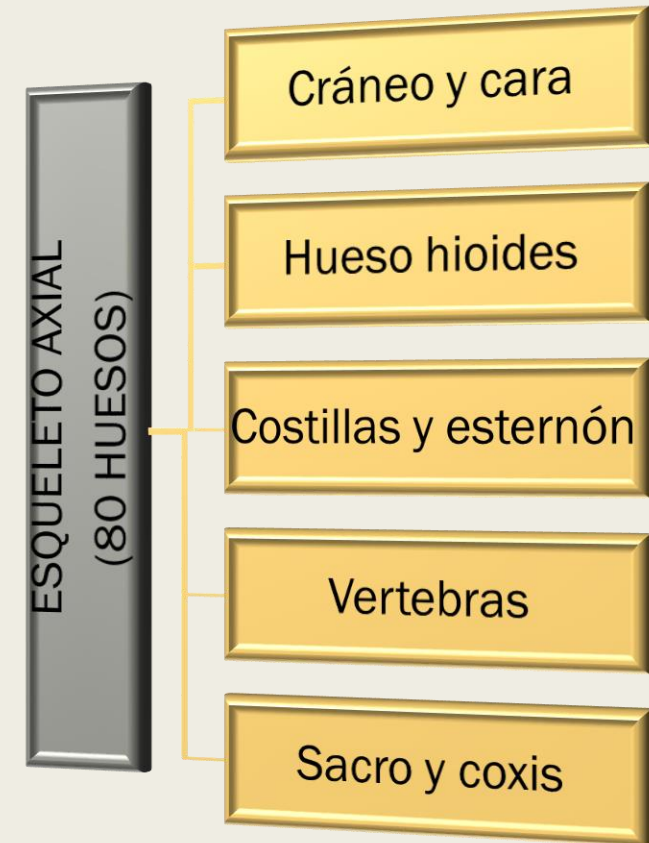 ESQUELETO AXIAL
(80 HUESOS)
Cráneo y cara
Hueso hioides
Costillas y esternón
Vertebras
Sacro y coxis